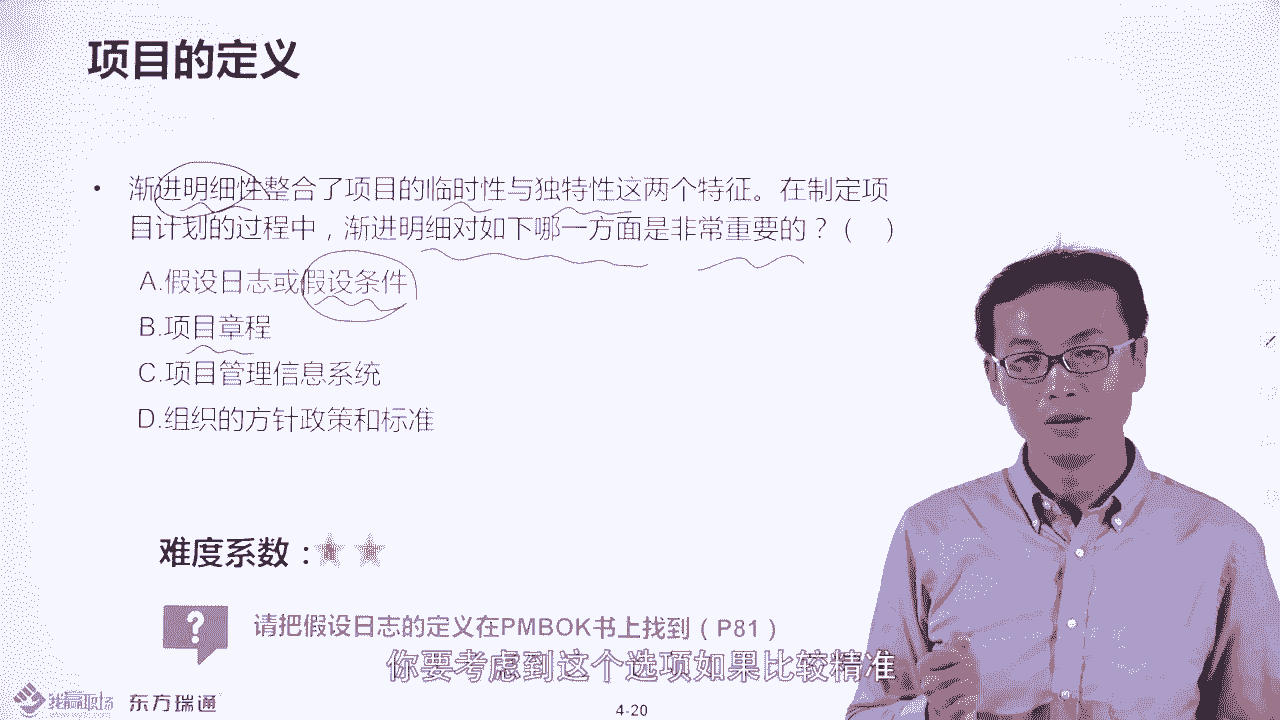 项目的定义
• 渐进明细性整合了项目的临时性与独特性这两个特征。在制定项
目计划的过程中，渐进明细对如下哪一方面是非常重要的？（　）
A.假设日志或假设条件
B.项目章程
C.项目管理信息系统
D.组织的方针政策和标准
难度系数：
?
请把假设日志的定义在PMBOK书上找到（P81）
你要考虑到这个选项如果比较精准
东方瑞通
4-20